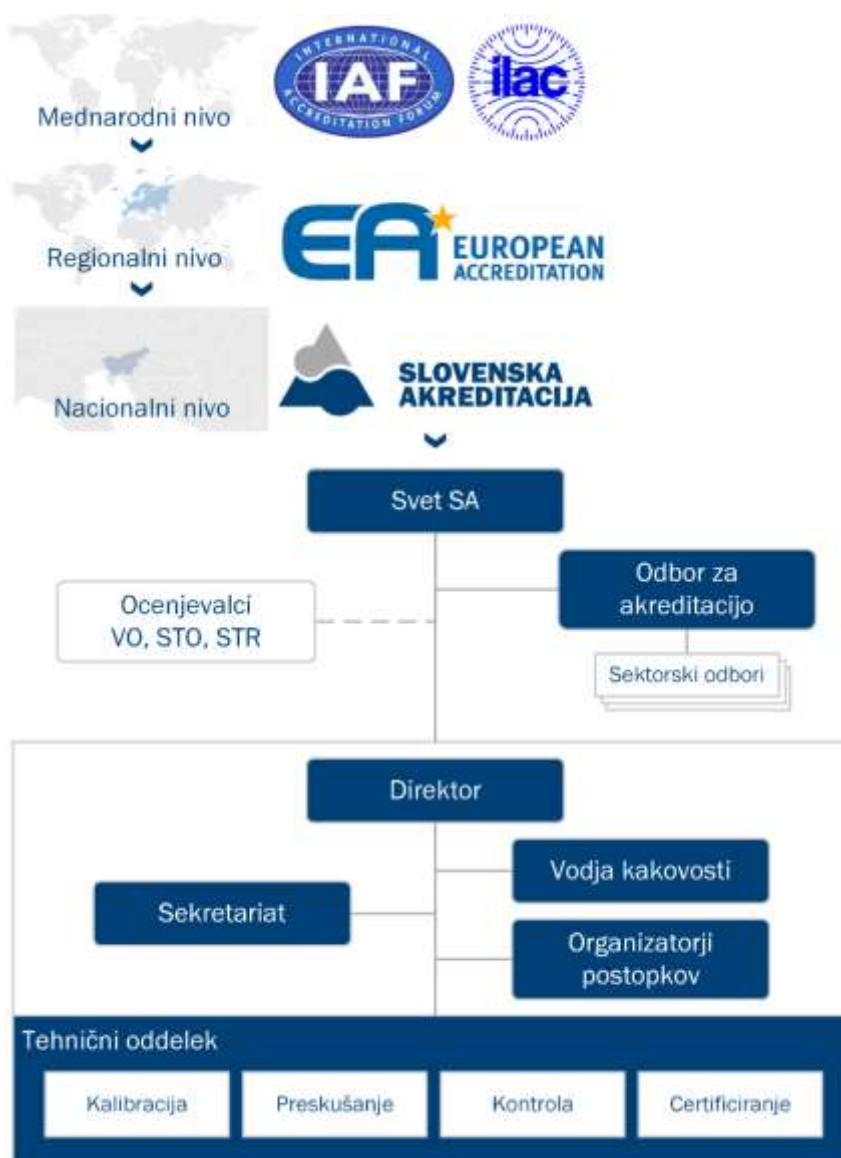 INTERNATIONAL
IAF
ACCREDITATION FORUM
ilac
Mednarodni nivo
EA EUROPEAN
ACCREDITATION
Regionalni nivo
SLOVENSKA
AKREDITACIJA
Nacionalni nivo
Svet SA
Odbor za
akreditacijo
Ocenjevalci
VO, STO, STR
Sektorski odbori
Direktor
Vodja kakovosti
Sekretariat
Organizatorji
postopkov
Tehnični oddelek
Kalibracija
Preskušanje
Kontrola
Certificiranje